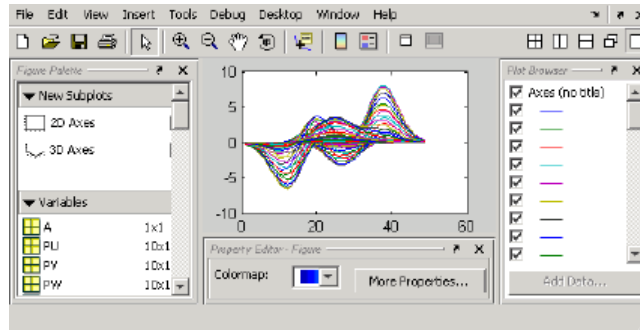 File Edit View Insert Tools Debug Desktop Window Help
Figure Palette
New Subplots
2D Axes
3D Axes
Variables
A 1x1
PU 10x1
PV 10x1
PW 10x1
10
5
0
-5
-10
0 20 40 60
Property Editor - Figure
Colormap:
More Properties...
Plot Browser
Axes (no title)
Add Data...